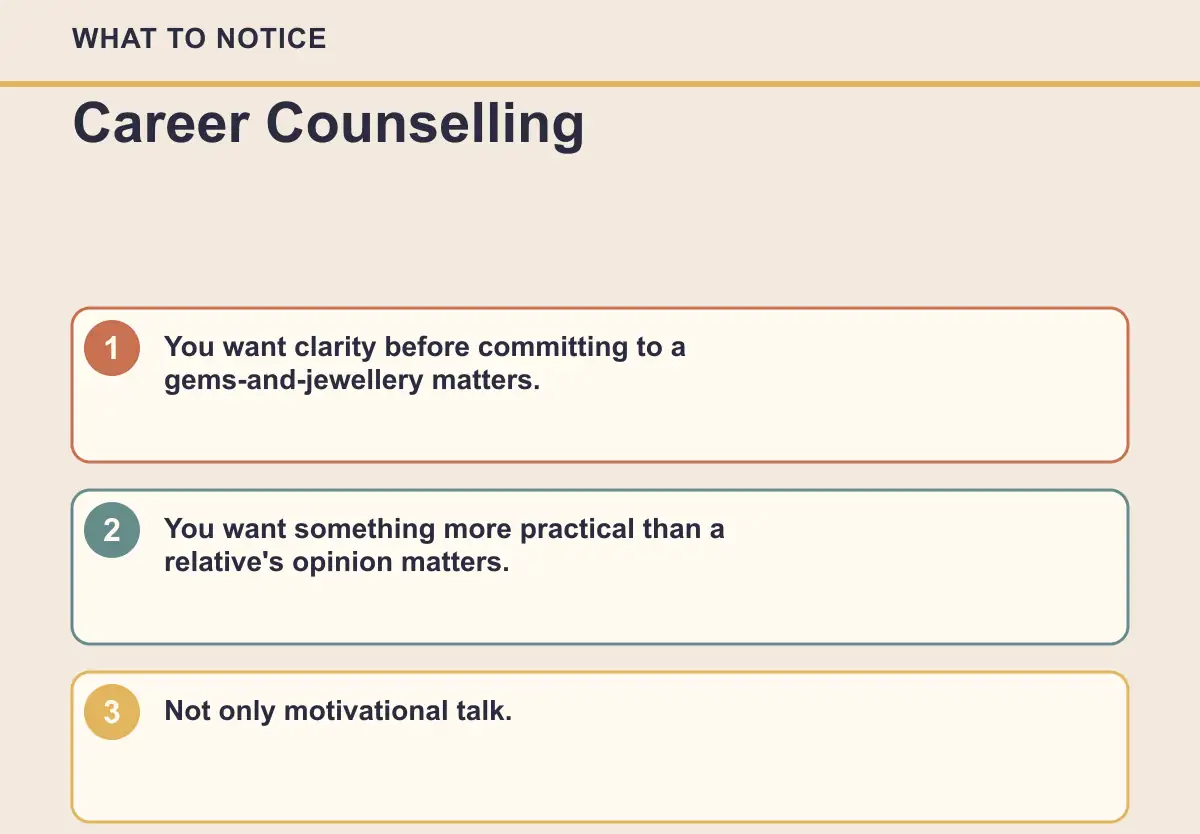 WHAT TO NOTICE
Career Counselling
1
You want clarity before committing to a
gems-and-jewellery matters.
2
You want something more practical than a
relative's opinion matters.
3
Not only motivational talk.